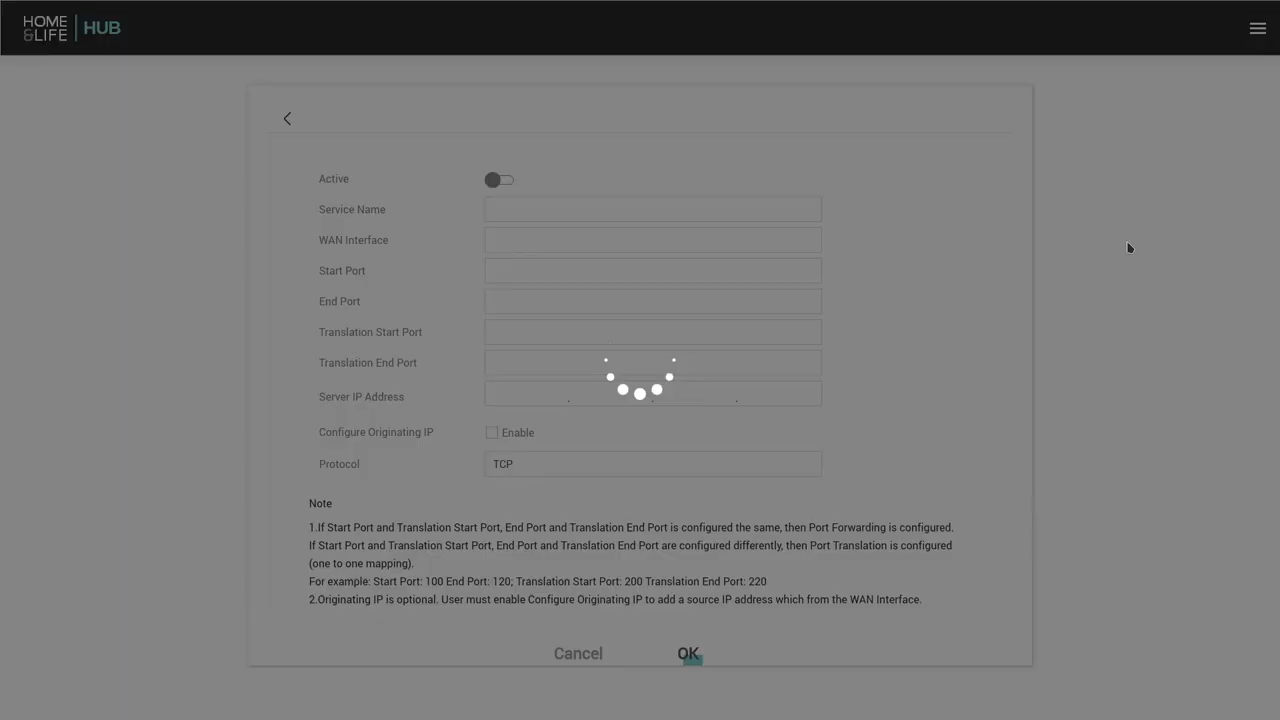 HOME
&LIFE HUB
Active
Service Name
WAN Interface
Start Port
End Port
Translation Start Port
Translation End Port
Server IP Address . . .
Configure Originating IP Enable
Protocol TCP
Note
1.If Start Port and Translation Start Port, End Port and Translation End Port is configured the same, then Port Forwarding is configured.
If Start Port and Translation Start Port, End Port and Translation End Port are configured differently, then Port Translation is configured
(one to one mapping).
For example: Start Port: 100 End Port: 120; Translation Start Port: 200 Translation End Port: 220
2.Originating IP is optional. User must enable Configure Originating IP to add a source IP address which from the WAN Interface.
Cancel OK